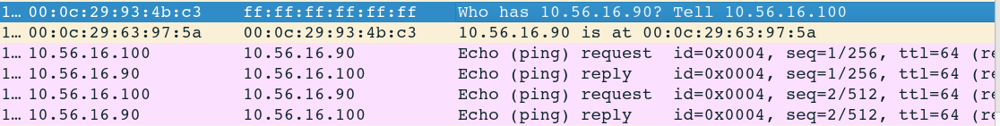 1… 00:0c:29:93:4b:c3 ff:ff:ff:ff:ff:ff Who has 10.56.16.90? Tell 10.56.16.100
1… 00:0c:29:63:97:5a 00:0c:29:93:4b:c3 10.56.16.90 is at 00:0c:29:63:97:5a
1… 10.56.16.100 10.56.16.90 Echo (ping) request id=0x0004, seq=1/256, ttl=64 (re
1… 10.56.16.90 10.56.16.100 Echo (ping) reply id=0x0004, seq=1/256, ttl=64 (re
1… 10.56.16.100 10.56.16.90 Echo (ping) request id=0x0004, seq=2/512, ttl=64 (re
1… 10.56.16.90 10.56.16.100 Echo (ping) reply id=0x0004, seq=2/512, ttl=64 (re